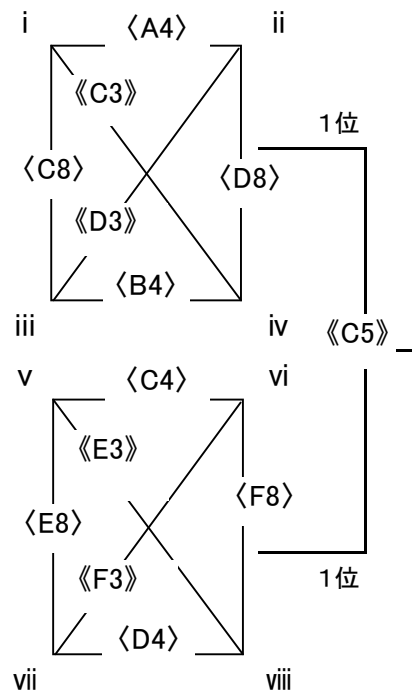 i 〈A4〉 ii
《C3》
1位
〈C8〉 〈D8〉
《D3》
〈B4〉
iii iv 《C5》
v 〈C4〉 vi
《E3》
〈E8〉 〈F8〉
《F3》 1位
〈D4〉
vii viii